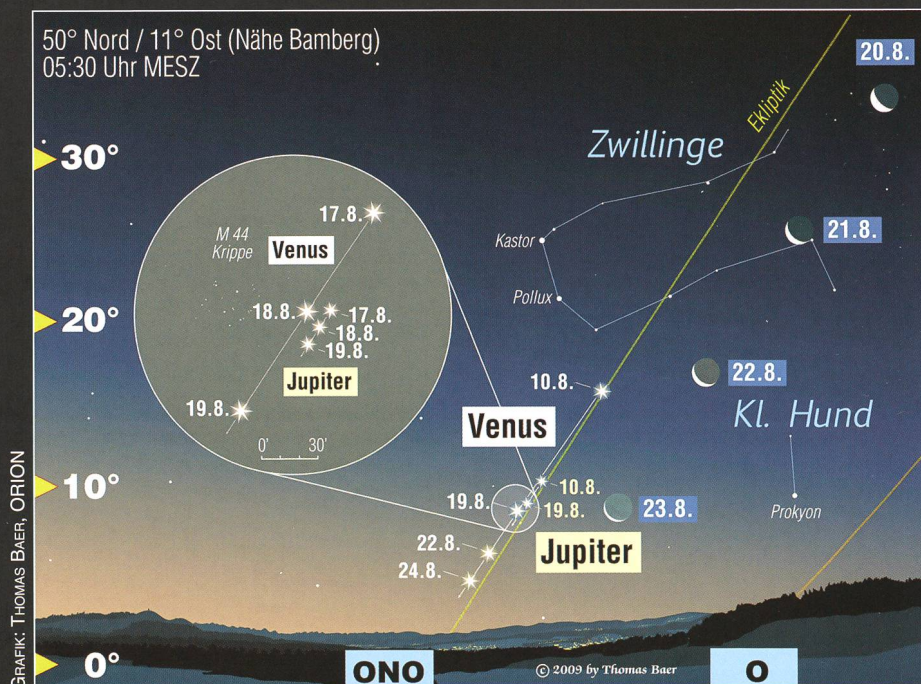 50° Nord / 11° Ost (Nähe Bamberg)
05:30 Uhr MESZ
20.8.
Ekliptik
Zwillinge
30°
17.8.
M 44
Krippe
Venus
Kastor
21.8.
Pollux
20°
18.8.
17.8.
18.8.
19.8.
Jupiter
10.8.
22.8.
19.8.
Venus
Kl. Hund
0' 30'
10°
19.8.
10.8.
19.8.
23.8.
Prokyon
22.8.
Jupiter
24.8.
0°
ONO
© 2009 by Thomas Baer
O
GRAFIK: THOMAS BAER, ORION